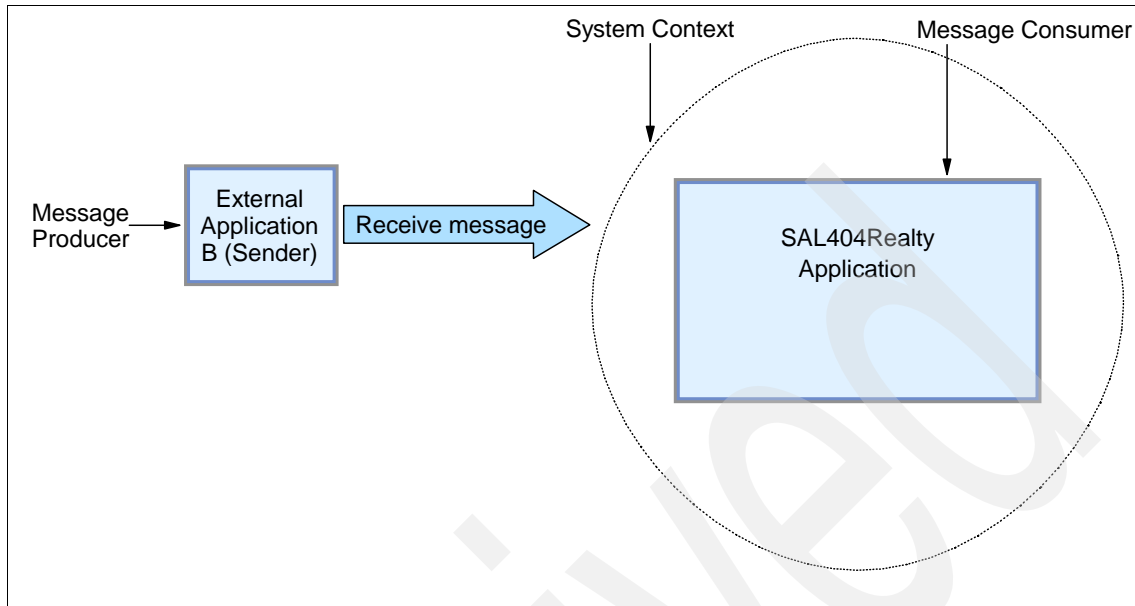 System Context
Message Consumer
Message
Producer
External
Application
B (Sender)
Receive message
SAL404Realty
Application